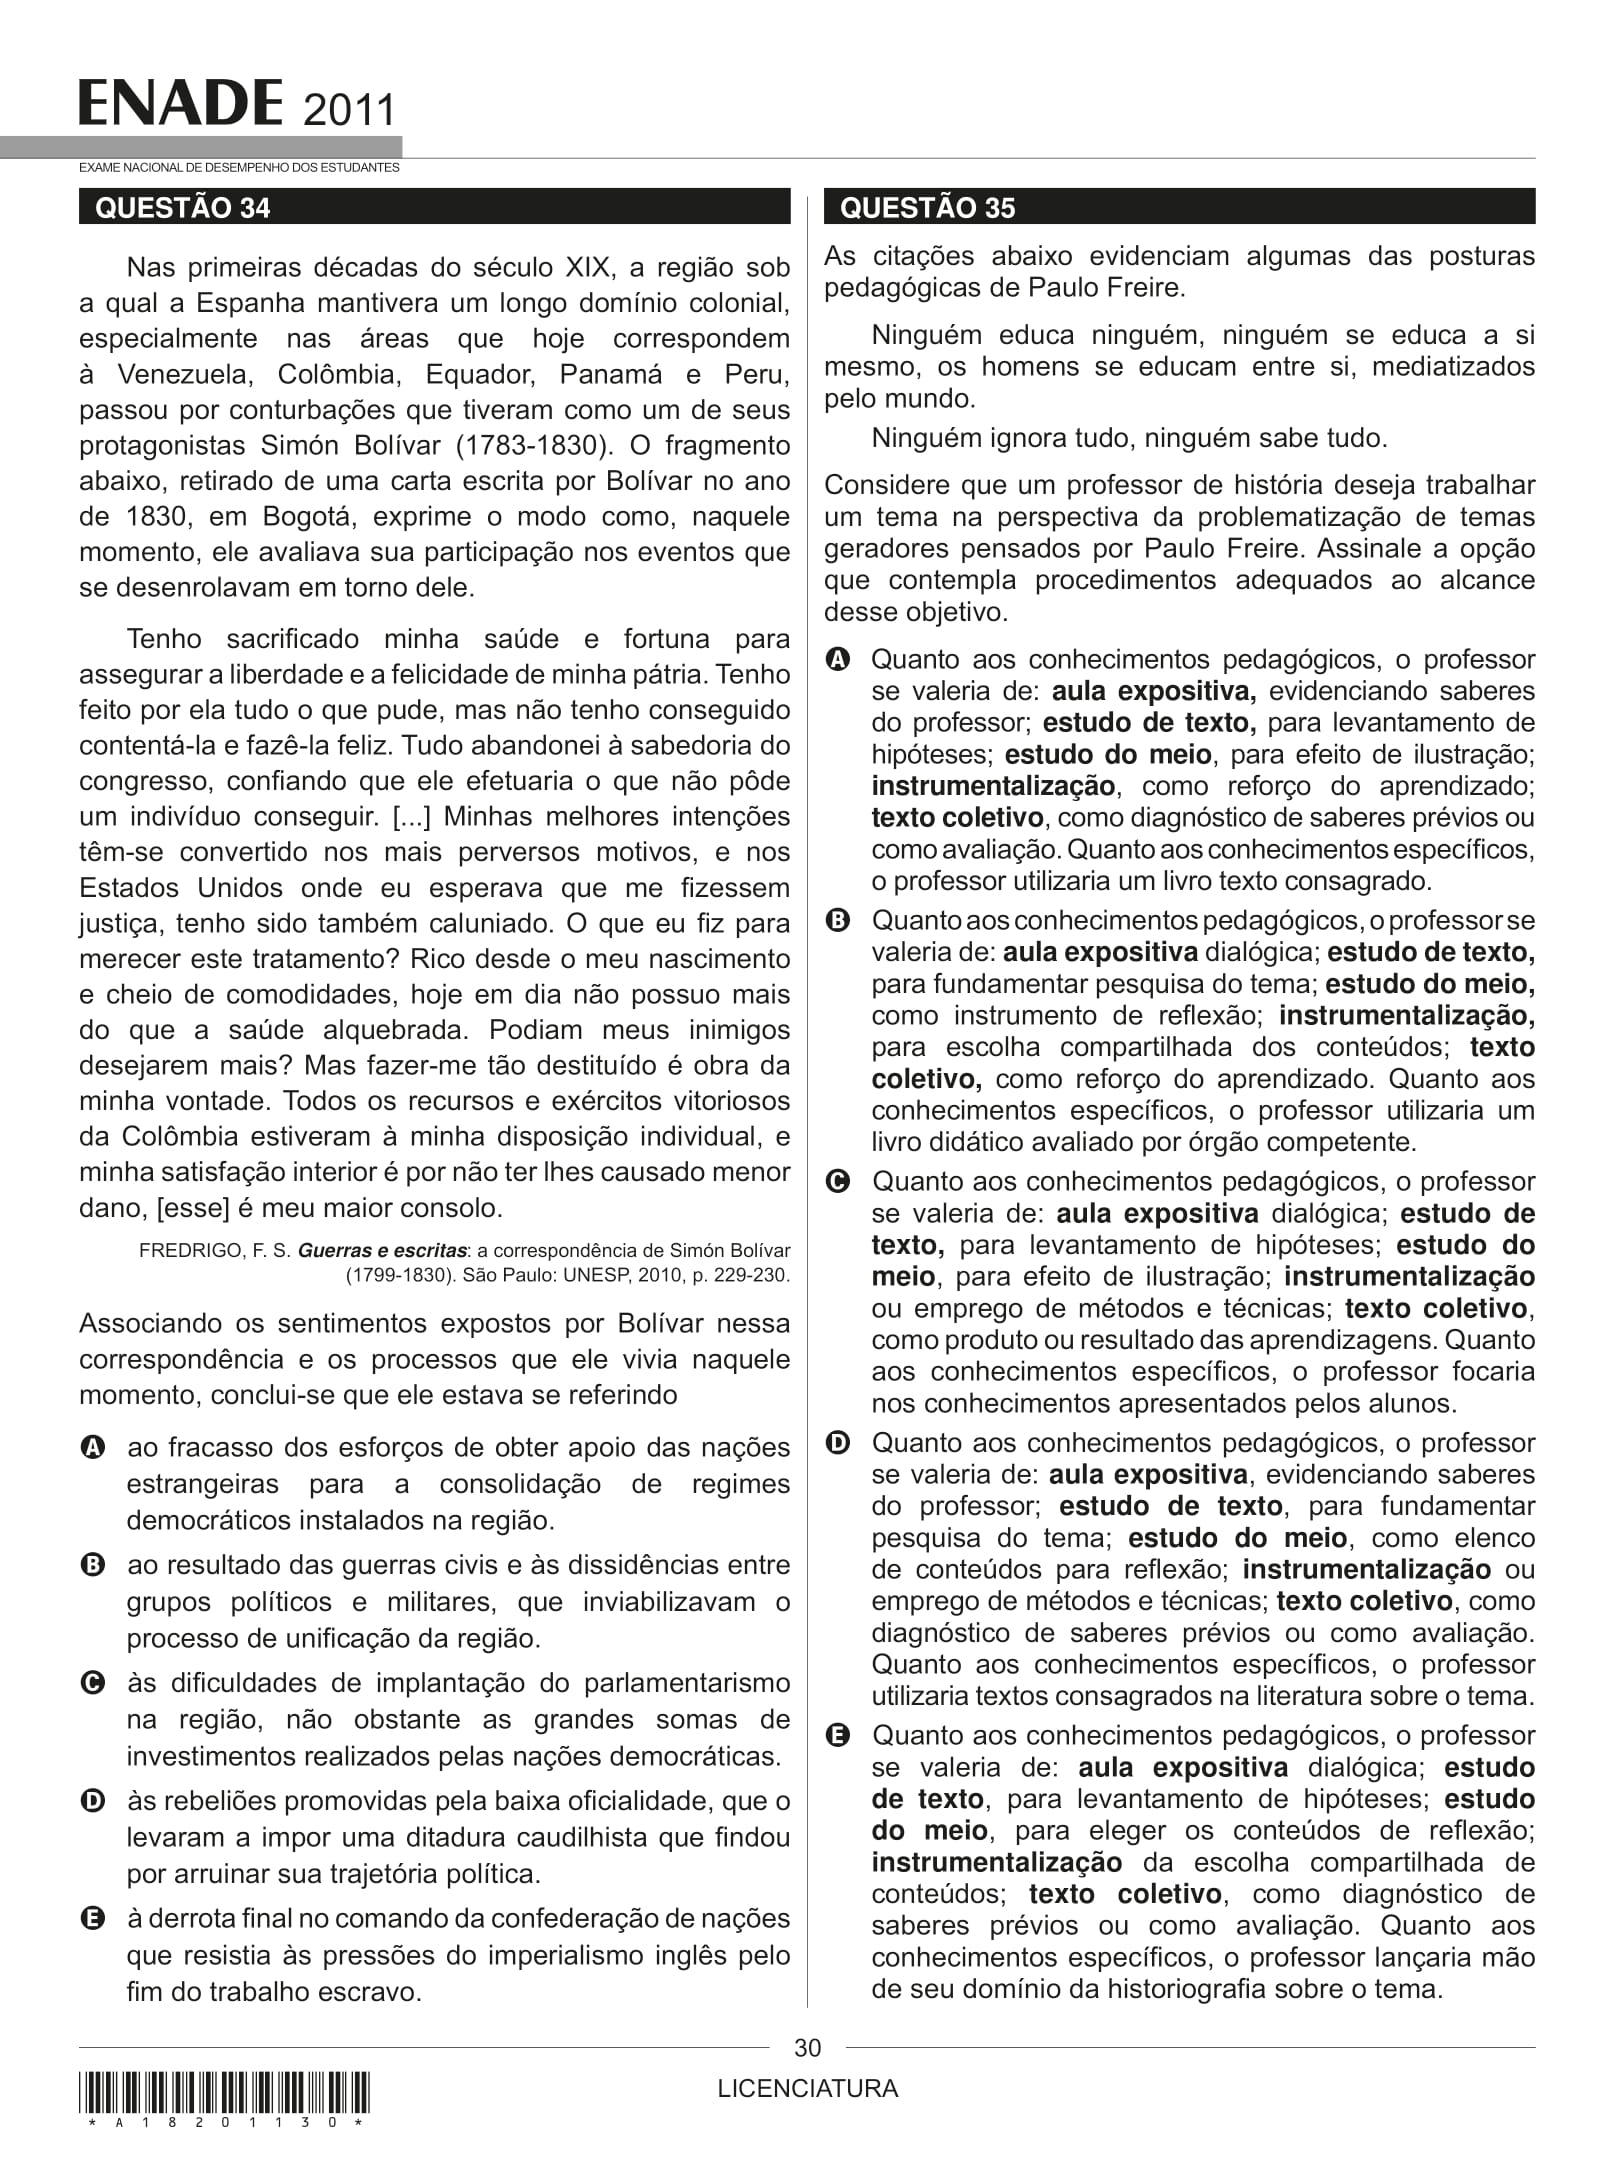 ENADE 2011
EXAME NACIONAL DE DESEMPENHO DOS ESTUDANTES
QUESTÃO 34
Nas primeiras décadas do século XIX, a região sob
a qual a Espanha mantivera um longo domínio colonial,
especialmente nas áreas que hoje correspondem
à Venezuela, Colômbia, Equador, Panamá e Peru,
passou por conturbações que tiveram como um de seus
protagonistas Simón Bolívar (1783-1830). O fragmento
abaixo, retirado de uma carta escrita por Bolívar no ano
de 1830, em Bogotá, exprime o modo como, naquele
momento, ele avaliava sua participação nos eventos que
se desenrolavam em torno dele.
Tenho sacrificado minha saúde e fortuna para
assegurar a liberdade e a felicidade de minha pátria. Tenho
feito por ela tudo o que pude, mas não tenho conseguido
contentá-la e fazê-la feliz. Tudo abandonei à sabedoria do
congresso, confiando que ele efetuaria o que não pôde
um indivíduo conseguir. [...] Minhas melhores intenções
têm-se convertido nos mais perversos motivos, e nos
Estados Unidos onde eu esperava que me fizessem
justiça, tenho sido também caluniado. O que eu fiz para
merecer este tratamento? Rico desde o meu nascimento
e cheio de comodidades, hoje em dia não possuo mais
do que a saúde alquebrada. Podiam meus inimigos
desejarem mais? Mas fazer-me tão destituído é obra da
minha vontade. Todos os recursos e exércitos vitoriosos
da Colômbia estiveram à minha disposição individual, e
minha satisfação interior é por não ter lhes causado menor
dano, [esse] é meu maior consolo.
FREDRIGO, F. S. Guerras e escritas: a correspondência de Simón Bolívar
(1799-1830). São Paulo: UNESP, 2010, p. 229-230.
Associando os sentimentos expostos por Bolívar nessa
correspondência e os processos que ele vivia naquele
momento, conclui-se que ele estava se referindo
A ao fracasso dos esforços de obter apoio das nações
estrangeiras para a consolidação de regimes
democráticos instalados na região.
B ao resultado das guerras civis e às dissidências entre
grupos políticos e militares, que inviabilizavam o
processo de unificação da região.
C às dificuldades de implantação do parlamentarismo
na região, não obstante as grandes somas de
investimentos realizados pelas nações democráticas.
D às rebeliões promovidas pela baixa oficialidade, que o
levaram a impor uma ditadura caudilhista que findou
por arruinar sua trajetória política.
E à derrota final no comando da confederação de nações
que resistia às pressões do imperialismo inglês pelo
fim do trabalho escravo.
QUESTÃO 35
As citações abaixo evidenciam algumas das posturas
pedagógicas de Paulo Freire.
Ninguém educa ninguém, ninguém se educa a si
mesmo, os homens se educam entre si, mediatizados
pelo mundo.
Ninguém ignora tudo, ninguém sabe tudo.
Considere que um professor de história deseja trabalhar
um tema na perspectiva da problematização de temas
geradores pensados por Paulo Freire. Assinale a opção
que contempla procedimentos adequados ao alcance
desse objetivo.
A Quanto aos conhecimentos pedagógicos, o professor
se valeria de: aula expositiva, evidenciando saberes
do professor; estudo de texto, para levantamento de
hipóteses; estudo do meio, para efeito de ilustração;
instrumentalização, como reforço do aprendizado;
texto coletivo, como diagnóstico de saberes prévios ou
como avaliação. Quanto aos conhecimentos específicos,
o professor utilizaria um livro texto consagrado.
B Quanto aos conhecimentos pedagógicos, o professor se
valeria de: aula expositiva dialógica; estudo de texto,
para fundamentar pesquisa do tema; estudo do meio,
como instrumento de reflexão; instrumentalização,
para escolha compartilhada dos conteúdos; texto
coletivo, como reforço do aprendizado. Quanto aos
conhecimentos específicos, o professor utilizaria um
livro didático avaliado por órgão competente.
C Quanto aos conhecimentos pedagógicos, o professor
se valeria de: aula expositiva dialógica; estudo de
texto, para levantamento de hipóteses; estudo do
meio, para efeito de ilustração; instrumentalização
ou emprego de métodos e técnicas; texto coletivo,
como produto ou resultado das aprendizagens. Quanto
aos conhecimentos específicos, o professor focaria
nos conhecimentos apresentados pelos alunos.
D Quanto aos conhecimentos pedagógicos, o professor
se valeria de: aula expositiva, evidenciando saberes
do professor; estudo de texto, para fundamentar
pesquisa do tema; estudo do meio, como elenco
de conteúdos para reflexão; instrumentalização ou
emprego de métodos e técnicas; texto coletivo, como
diagnóstico de saberes prévios ou como avaliação.
Quanto aos conhecimentos específicos, o professor
utilizaria textos consagrados na literatura sobre o tema.
E Quanto aos conhecimentos pedagógicos, o professor
se valeria de: aula expositiva dialógica; estudo
de texto, para levantamento de hipóteses; estudo
do meio, para eleger os conteúdos de reflexão;
instrumentalização da escolha compartilhada de
conteúdos; texto coletivo, como diagnóstico de
saberes prévios ou como avaliação. Quanto aos
conhecimentos específicos, o professor lançaria mão
de seu domínio da historiografia sobre o tema.
30
LICENCIATURA
* A 1 8 2 0 1 1 3 0 *